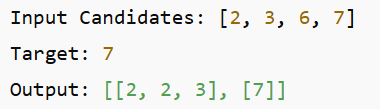 Input Candidates: [2, 3, 6, 7]
Target: 7
Output: [[2, 2, 3], [7]]